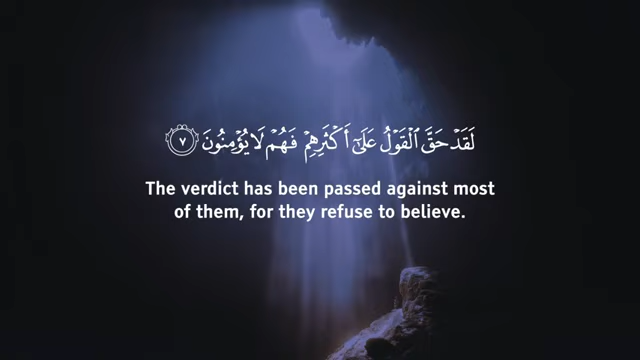 لَقَدْ حَقَّ ٱلْقَوْلُ عَلَىٰٓ أَكْثَرِهِمْ فَهُمْ لَا يُؤْمِنُونَ ٧
The verdict has been passed against most
of them, for they refuse to believe.